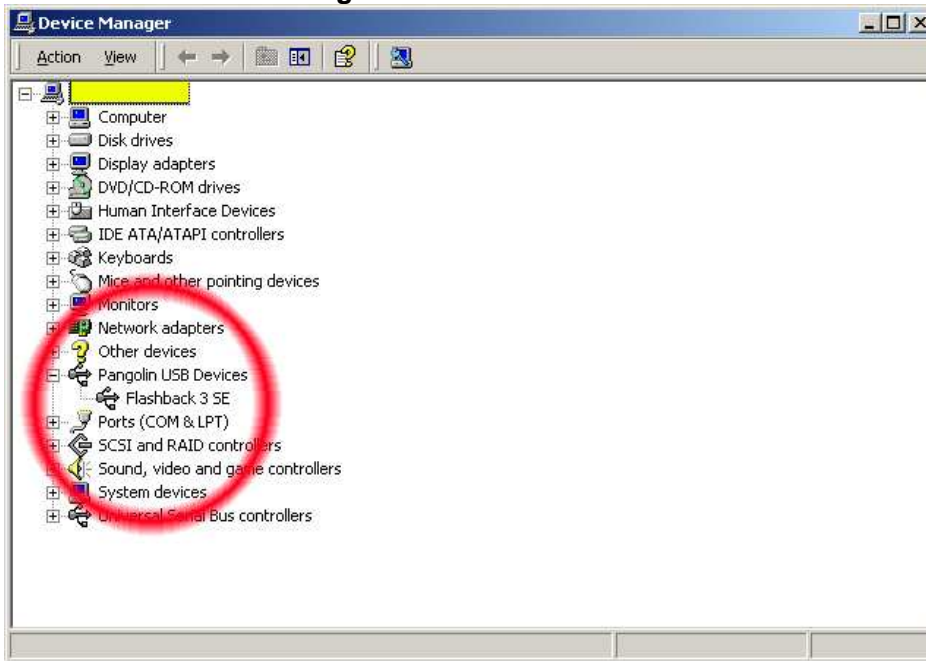 Device Manager
Action View
Computer
Disk drives
Display adapters
DVD/CD-ROM drives
Human Interface Devices
IDE ATA/ATAPI controllers
Keyboards
Mice and other pointing devices
Monitors
Network adapters
Other devices
Pangolin USB Devices
Flashback 3 SE
Ports (COM & LPT)
SCSI and RAID controllers
Sound, video and game controllers
System devices
Universal Serial Bus controllers